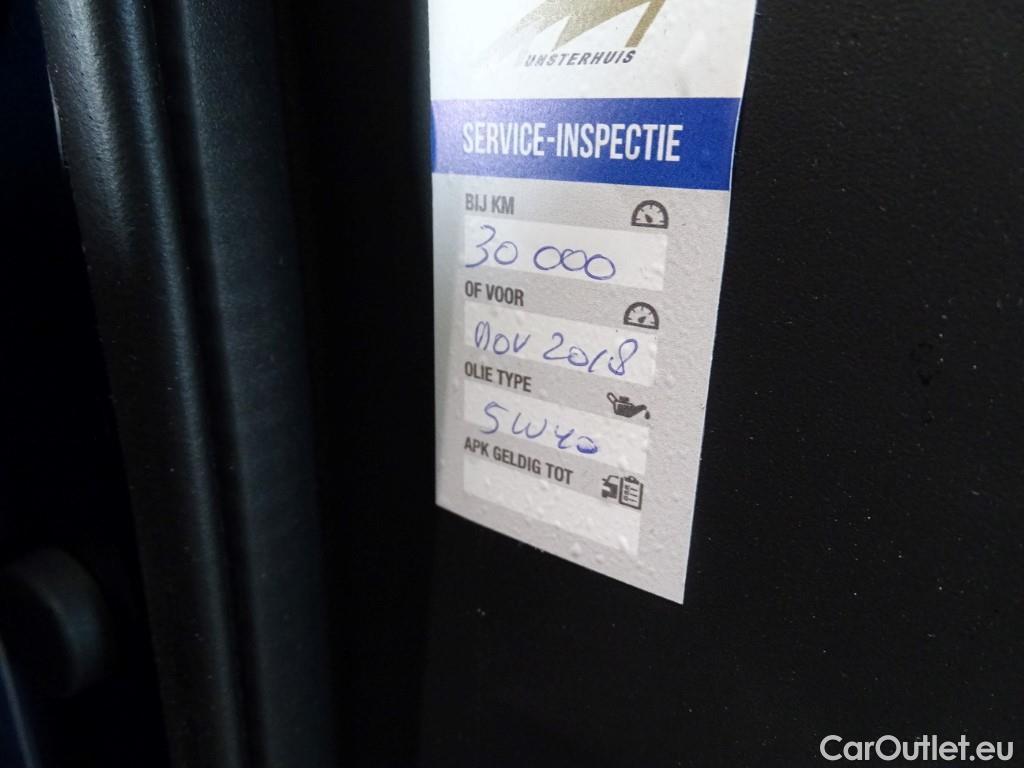 UNSTERHUIS
SERVICE-INSPECTIE
BIJ KM
30 000
OF VOOR
Nov 2018
OLIE TYPE
5W40
APK GELDIG TOT
CarOutlet.eu